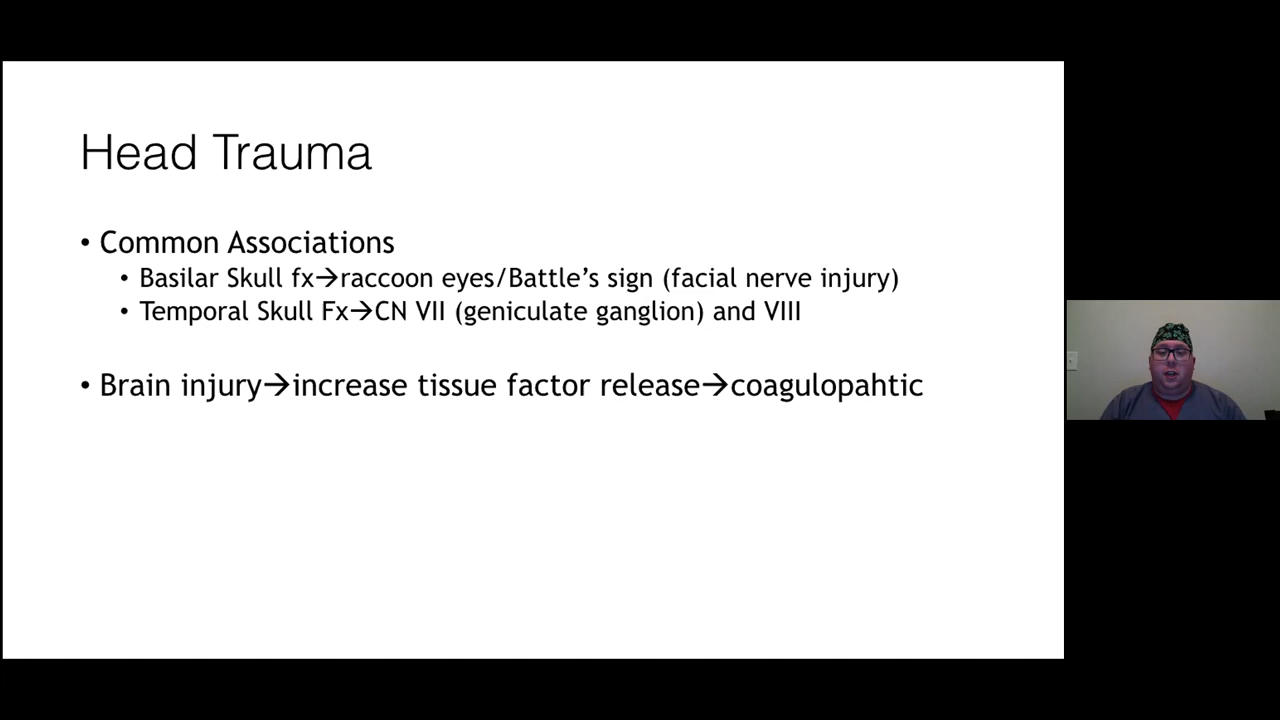 Head Trauma
• Common Associations
• Basilar Skull fx→raccoon eyes/Battle’s sign (facial nerve injury)
• Temporal Skull Fx→CN VII (geniculate ganglion) and VIII
• Brain injury→increase tissue factor release→coagulopahtic